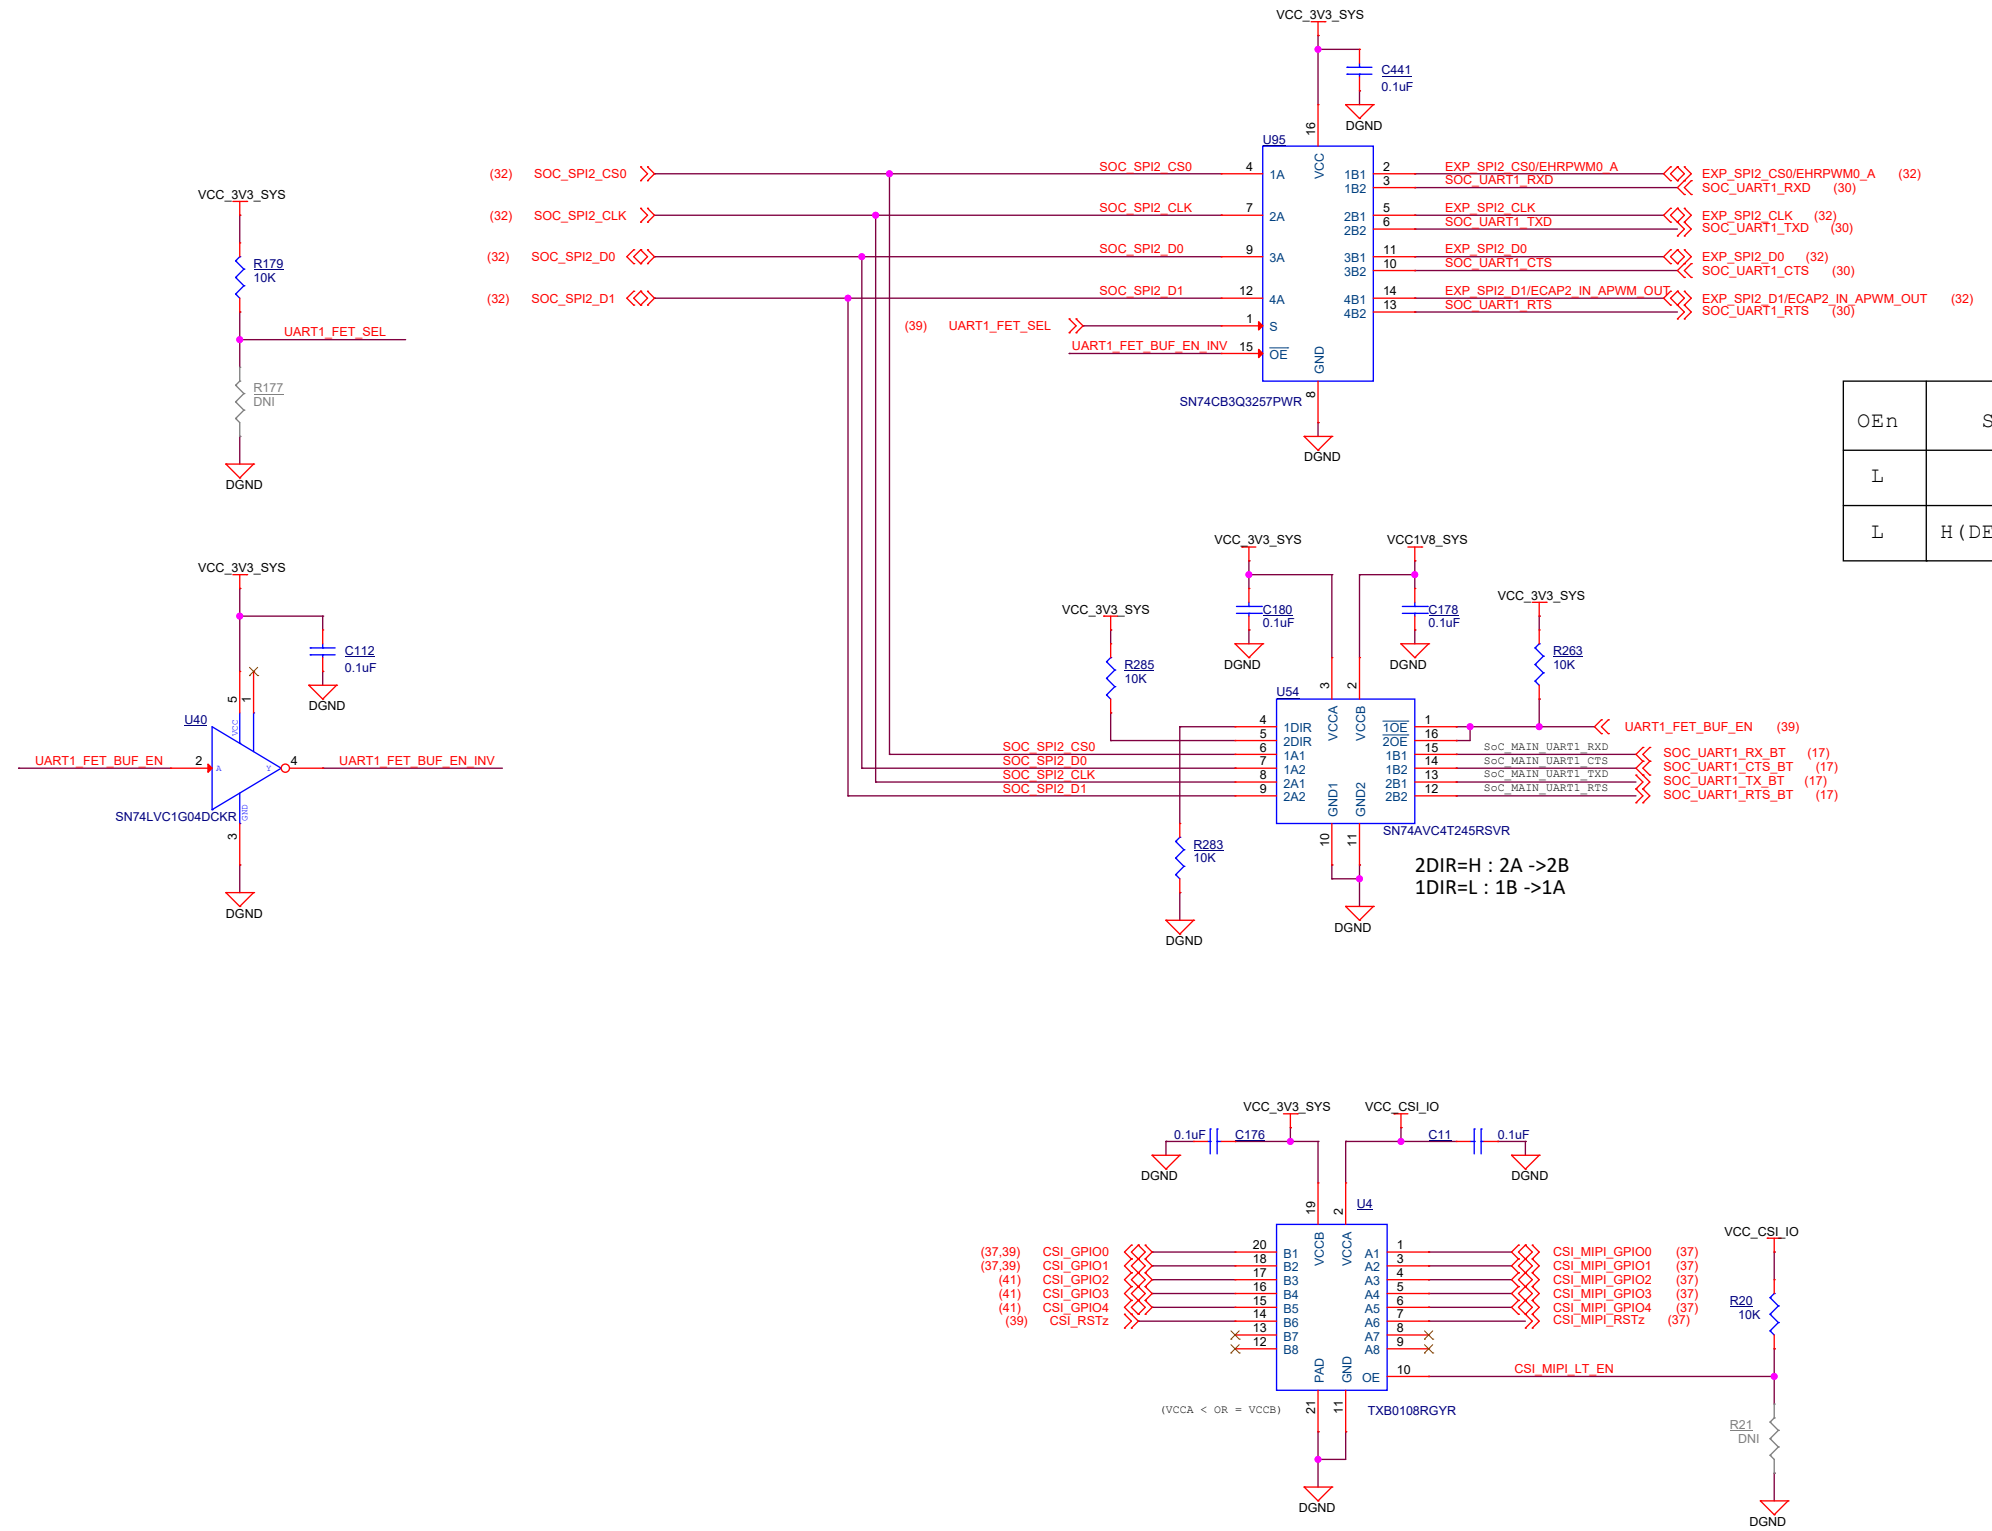 VCC_3V3_SYS
C441
0.1uF
DGND
16
U95
VCC
(32) SOC_SPI2_CS0
SOC_SPI2_CS0
4
1A
1B1
2
EXP_SPI2_CS0/EHRPWM0_A
EXP_SPI2_CS0/EHRPWM0_A (32)
1B2
3
SOC_UART1_RXD
SOC_UART1_RXD (30)
(32) SOC_SPI2_CLK
SOC_SPI2_CLK
7
2A
2B1
5
EXP_SPI2_CLK
EXP_SPI2_CLK (32)
2B2
6
SOC_UART1_TXD
SOC_UART1_TXD (30)
(32) SOC_SPI2_D0
SOC_SPI2_D0
9
3A
3B1
11
EXP_SPI2_D0
EXP_SPI2_D0 (32)
3B2
10
SOC_UART1_CTS
SOC_UART1_CTS (30)
(32) SOC_SPI2_D1
SOC_SPI2_D1
12
4A
4B1
14
EXP_SPI2_D1/ECAP2_IN_APWM_OUT
EXP_SPI2_D1/ECAP2_IN_APWM_OUT (32)
4B2
13
SOC_UART1_RTS
SOC_UART1_RTS (30)
(39) UART1_FET_SEL
1
S
UART1_FET_BUF_EN_INV
15
OE
GND
8
SN74CB3Q3257PWR
DGND
VCC_3V3_SYS
R179
10K
UART1_FET_SEL
R177
DNI
DGND
OEn S
L
L H(DE
VCC_3V3_SYS
C112
0.1uF
DGND
5
1
U40
VCC
UART1_FET_BUF_EN
2
A
Y
4
UART1_FET_BUF_EN_INV
GND
SN74LVC1G04DCKR
3
DGND
VCC_3V3_SYS
VCC1V8_SYS
C180
0.1uF
DGND
C178
0.1uF
DGND
VCC_3V3_SYS
R285
10K
VCC_3V3_SYS
R263
10K
3
2
U54
VCCA
VCCB
4
1DIR
1OE
1
UART1_FET_BUF_EN (39)
5
2DIR
2OE
16
SOC_SPI2_CS0
6
1A1
1B1
15
SoC_MAIN_UART1_RXD
SOC_UART1_RX_BT (17)
SOC_SPI2_D0
7
1A2
1B2
14
SoC_MAIN_UART1_CTS
SOC_UART1_CTS_BT (17)
SOC_SPI2_CLK
8
2A1
2B1
13
SoC_MAIN_UART1_TXD
SOC_UART1_TX_BT (17)
SOC_SPI2_D1
9
2A2
2B2
12
SoC_MAIN_UART1_RTS
SOC_UART1_RTS_BT (17)
GND1
GND2
10
11
SN74AVC4T245RSVR
R283
10K
DGND
DGND
2DIR=H : 2A ->2B
1DIR=L : 1B ->1A
VCC_3V3_SYS
VCC_CSI_IO
0.1uF
C176
DGND
C11
0.1uF
DGND
19
2
U4
VCCB
VCCA
(37,39) CSI_GPIO0
20
B1
A1
1
CSI_MIPI_GPIO0 (37)
(37,39) CSI_GPIO1
18
B2
A2
3
CSI_MIPI_GPIO1 (37)
(41) CSI_GPIO2
17
B3
A3
4
CSI_MIPI_GPIO2 (37)
(41) CSI_GPIO3
16
B4
A4
5
CSI_MIPI_GPIO3 (37)
(41) CSI_GPIO4
15
B5
A5
6
CSI_MIPI_GPIO4 (37)
(39) CSI_RSTz
14
B6
A6
7
CSI_MIPI_RSTz (37)
13
B7
A7
8
12
B8
A8
9
PAD
GND
OE
10
CSI_MIPI_LT_EN
21
11
(VCCA < OR = VCCB)
TXB0108RGYR
DGND
VCC_CSI_IO
R20
10K
R21
DNI
DGND